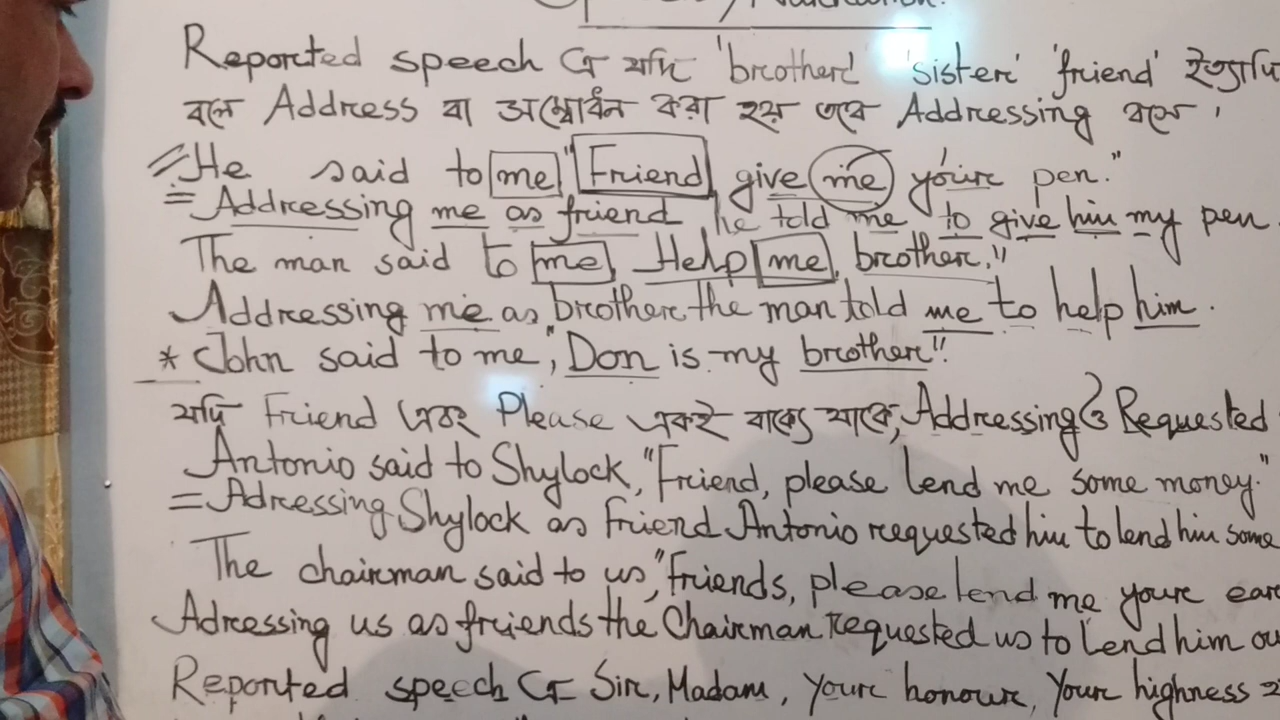 Reported speech এ যদি 'brother' 'sister' 'friend' ইত্যাদি
বলে Address বা সম্বোধন করা হয় তবে Addressing বসে।
He said to me "Friend give me your pen."
= Addressing me as friend he told me to give him my pen.
The man said to me, Help me, brother."
Addressing me as brother the man told me to help him.
* John said to me, "Don is my brother".
যদি Friend এবং Please একই বাক্যে থাকে, Addressing ও Requested
Antonio said to Shylock, "Friend, please lend me some money."
= Adressing Shylock as friend Antonio requested him to lend him some
The chairman said to us, "Friends, please lend me your ear
Adressing us as friends the Chairman requested us to lend him ou
Reported speech এ Sir, Madam, Your honour, Your highness